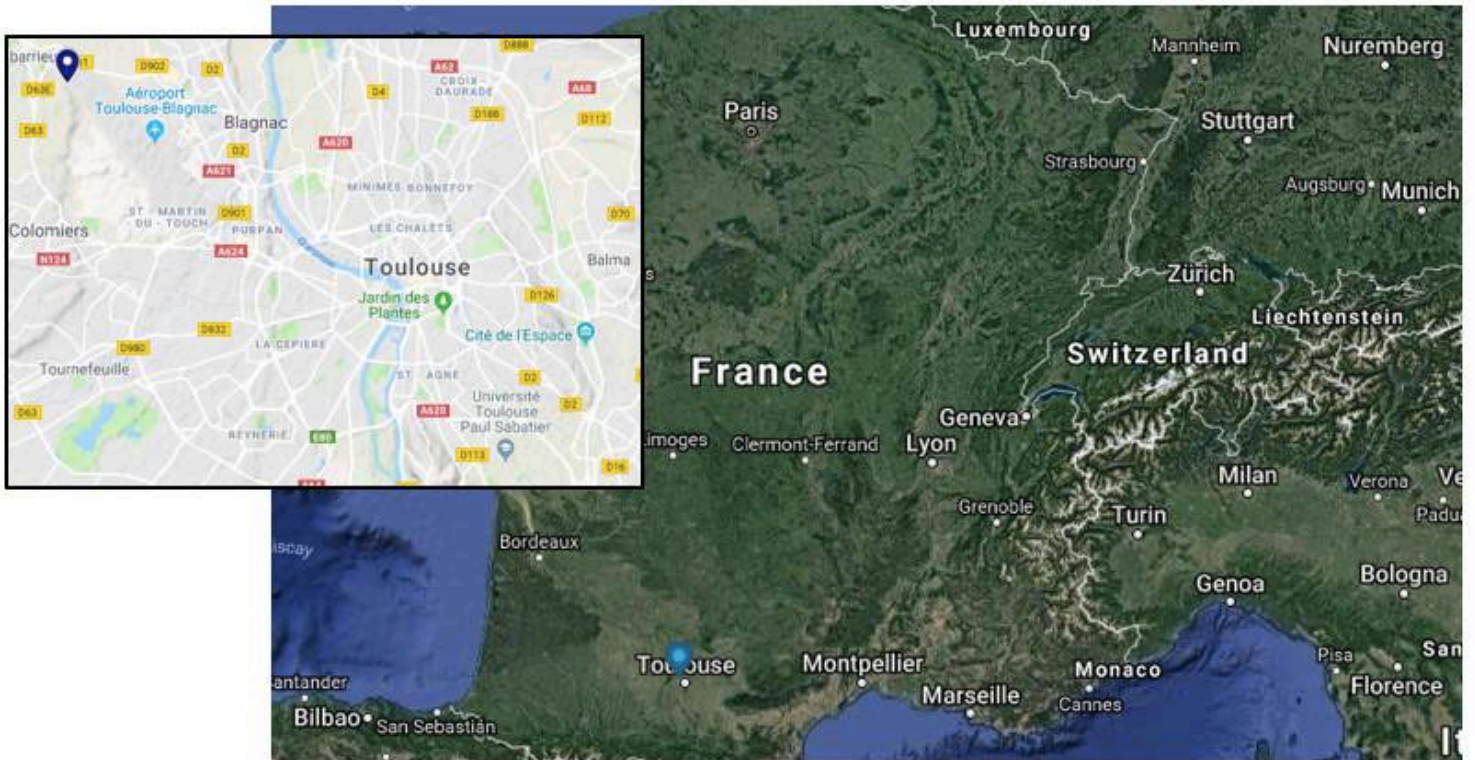 Luxembourg
Mannheim
Nuremberg
Paris
Stuttgart
Strasbourg
Augsburg
Munich
Zürich
Liechtenstein
France
Switzerland
Geneva
Limoges
Clermont-Ferrand
Lyon
Milan
Verona
Grenoble
Turin
Bordeaux
Genoa
Bologna
Toulouse
Montpellier
Monaco
Pisa
Florence
Marseille
Cannes
Bilbao
San Sebastián
D888
D902
D2
A62
CROIX-
DAURADE
A68
D63E
Aéroport
Toulouse-Blagnac
D4
D188
D112
D63
Blagnac
D2
A620
A621
MINIMES
BONNEFOY
ST - MARTIN
- DU - TOUCH
D901
PURPAN
LES CHALETS
D70
Colomiers
N124
A624
Toulouse
Balma
Jardin des
Plantes
D126
D632
Cité de l'Espace
D980
LA CEPIERE
Tournefeuille
ST AGNE
D2
Université
Toulouse
Paul Sabatier
D63
A620
D2
REYNERIE
E80
D113
D16